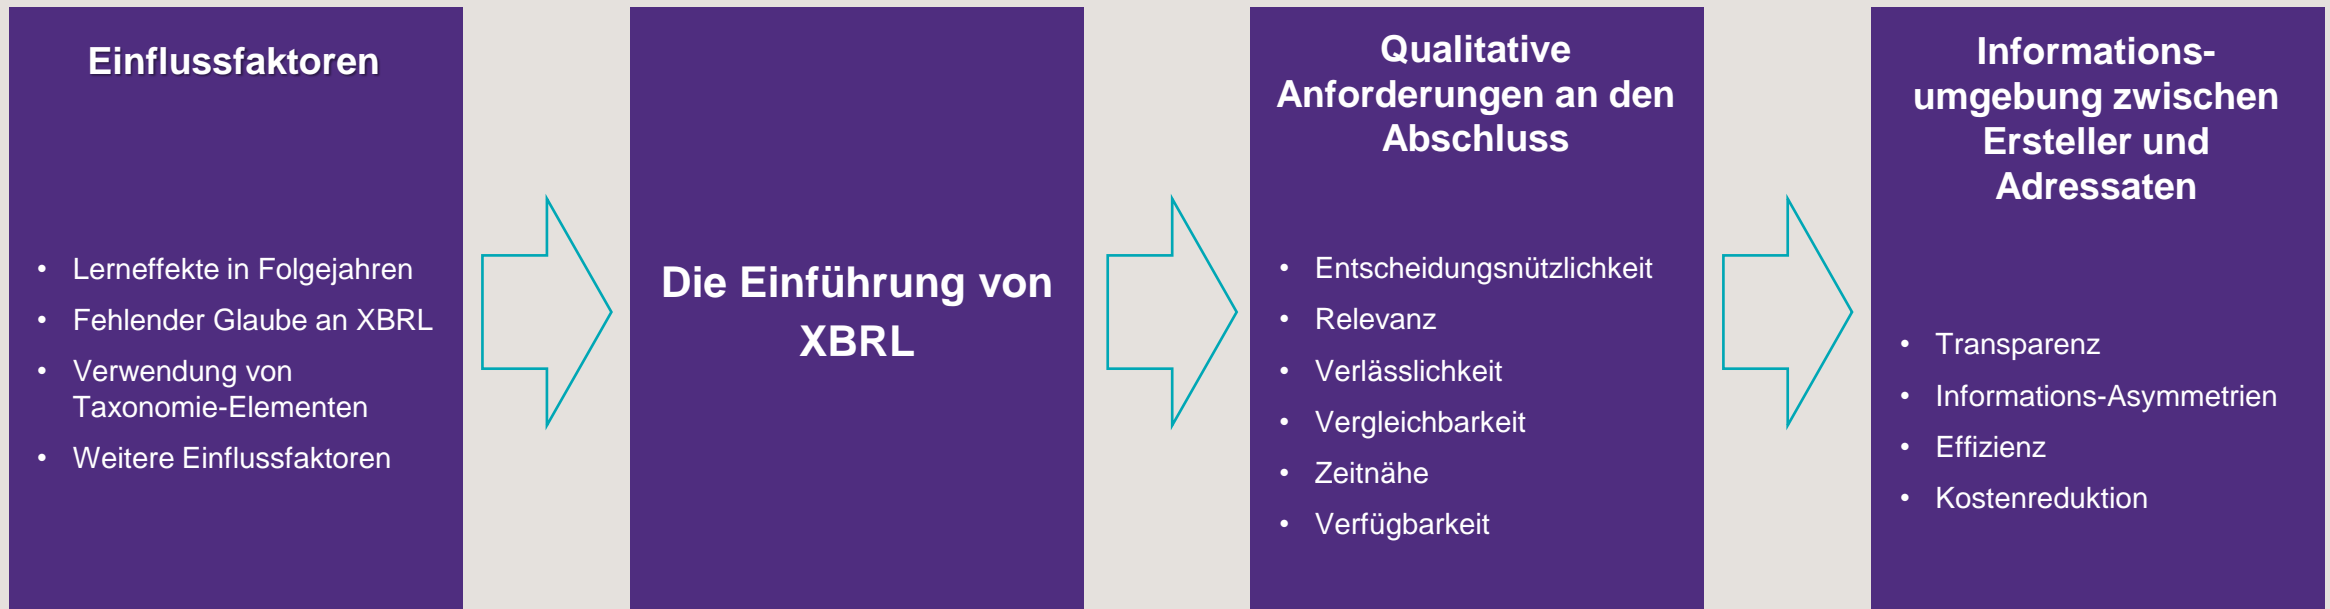 Einflussfaktoren
• Lerneffekte in Folgejahren
• Fehlender Glaube an XBRL
• Verwendung von
Taxonomie-Elementen
• Weitere Einflussfaktoren
Die Einführung von
XBRL
Qualitative
Anforderungen an den
Abschluss
• Entscheidungsnützlichkeit
• Relevanz
• Verlässlichkeit
• Vergleichbarkeit
• Zeitnähe
• Verfügbarkeit
Informations-
umgebung zwischen
Ersteller und
Adressaten
• Transparenz
• Informations-Asymmetrien
• Effizienz
• Kostenreduktion